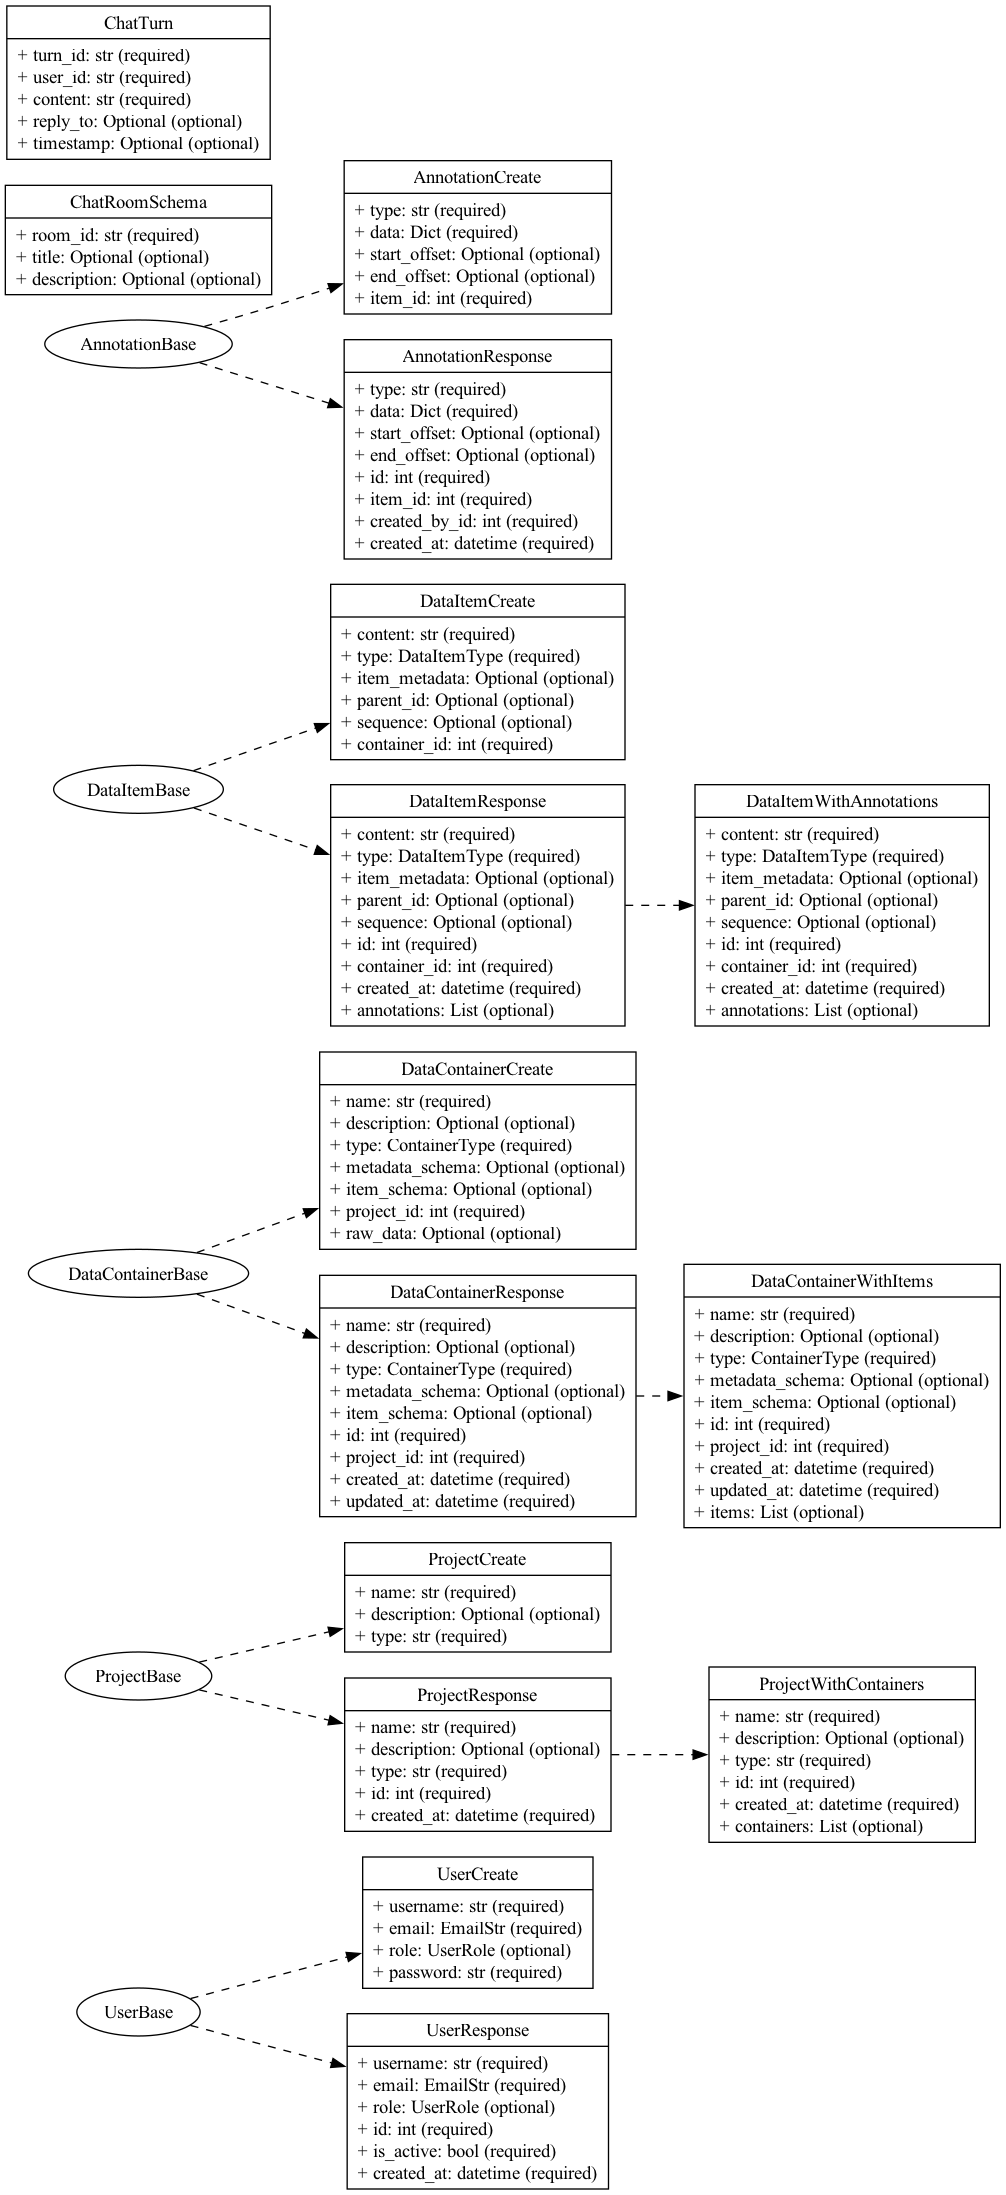 ChatTurn
+ turn_id: str (required)
+ user_id: str (required)
+ content: str (required)
+ reply_to: Optional (optional)
+ timestamp: Optional (optional)
ChatRoomSchema
+ room_id: str (required)
+ title: Optional (optional)
+ description: Optional (optional)
AnnotationBase
AnnotationCreate
+ type: str (required)
+ data: Dict (required)
+ start_offset: Optional (optional)
+ end_offset: Optional (optional)
+ item_id: int (required)
AnnotationResponse
+ type: str (required)
+ data: Dict (required)
+ start_offset: Optional (optional)
+ end_offset: Optional (optional)
+ id: int (required)
+ item_id: int (required)
+ created_by_id: int (required)
+ created_at: datetime (required)
DataItemBase
DataItemCreate
+ content: str (required)
+ type: DataItemType (required)
+ item_metadata: Optional (optional)
+ parent_id: Optional (optional)
+ sequence: Optional (optional)
+ container_id: int (required)
DataItemResponse
+ content: str (required)
+ type: DataItemType (required)
+ item_metadata: Optional (optional)
+ parent_id: Optional (optional)
+ sequence: Optional (optional)
+ id: int (required)
+ container_id: int (required)
+ created_at: datetime (required)
+ annotations: List (optional)
DataItemWithAnnotations
+ content: str (required)
+ type: DataItemType (required)
+ item_metadata: Optional (optional)
+ parent_id: Optional (optional)
+ sequence: Optional (optional)
+ id: int (required)
+ container_id: int (required)
+ created_at: datetime (required)
+ annotations: List (optional)
DataContainerBase
DataContainerCreate
+ name: str (required)
+ description: Optional (optional)
+ type: ContainerType (required)
+ metadata_schema: Optional (optional)
+ item_schema: Optional (optional)
+ project_id: int (required)
+ raw_data: Optional (optional)
DataContainerResponse
+ name: str (required)
+ description: Optional (optional)
+ type: ContainerType (required)
+ metadata_schema: Optional (optional)
+ item_schema: Optional (optional)
+ id: int (required)
+ project_id: int (required)
+ created_at: datetime (required)
+ updated_at: datetime (required)
DataContainerWithItems
+ name: str (required)
+ description: Optional (optional)
+ type: ContainerType (required)
+ metadata_schema: Optional (optional)
+ item_schema: Optional (optional)
+ id: int (required)
+ project_id: int (required)
+ created_at: datetime (required)
+ updated_at: datetime (required)
+ items: List (optional)
ProjectBase
ProjectCreate
+ name: str (required)
+ description: Optional (optional)
+ type: str (required)
ProjectResponse
+ name: str (required)
+ description: Optional (optional)
+ type: str (required)
+ id: int (required)
+ created_at: datetime (required)
ProjectWithContainers
+ name: str (required)
+ description: Optional (optional)
+ type: str (required)
+ id: int (required)
+ created_at: datetime (required)
+ containers: List (optional)
UserBase
UserCreate
+ username: str (required)
+ email: EmailStr (required)
+ role: UserRole (optional)
+ password: str (required)
UserResponse
+ username: str (required)
+ email: EmailStr (required)
+ role: UserRole (optional)
+ id: int (required)
+ is_active: bool (required)
+ created_at: datetime (required)